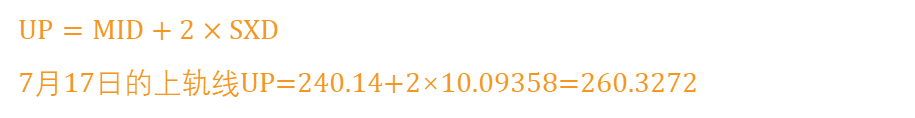 UP = MID + 2 × SXD
7月17日的上轨线UP=240.14+2×10.09358=260.3272